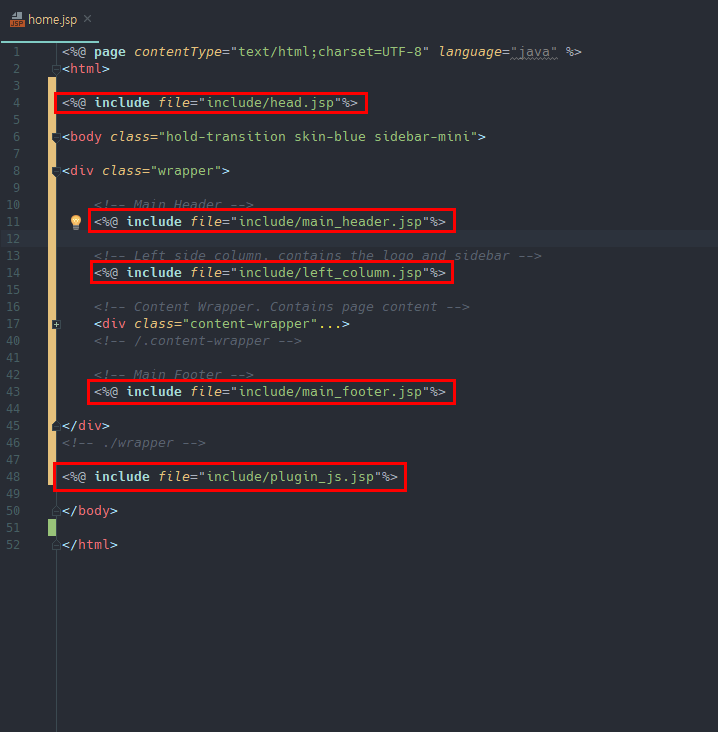 home.jsp
1 <%@ page contentType="text/html;charset=UTF-8" language="java" %>
2 <html>
3
4 <%@ include file="include/head.jsp"%>
5
6 <body class="hold-transition skin-blue sidebar-mini">
7
8 <div class="wrapper">
9
10 <!-- Main Header -->
11 <%@ include file="include/main_header.jsp"%>
12
13 <!-- Left side column. contains the logo and sidebar -->
14 <%@ include file="include/left_column.jsp"%>
15
16 <!-- Content Wrapper. Contains page content -->
17 <div class="content-wrapper"...>
40 <!-- /.content-wrapper -->
41
42 <!-- Main Footer -->
43 <%@ include file="include/main_footer.jsp"%>
44
45 </div>
46 <!-- ./wrapper -->
47
48 <%@ include file="include/plugin_js.jsp"%>
49
50 </body>
51
52 </html>